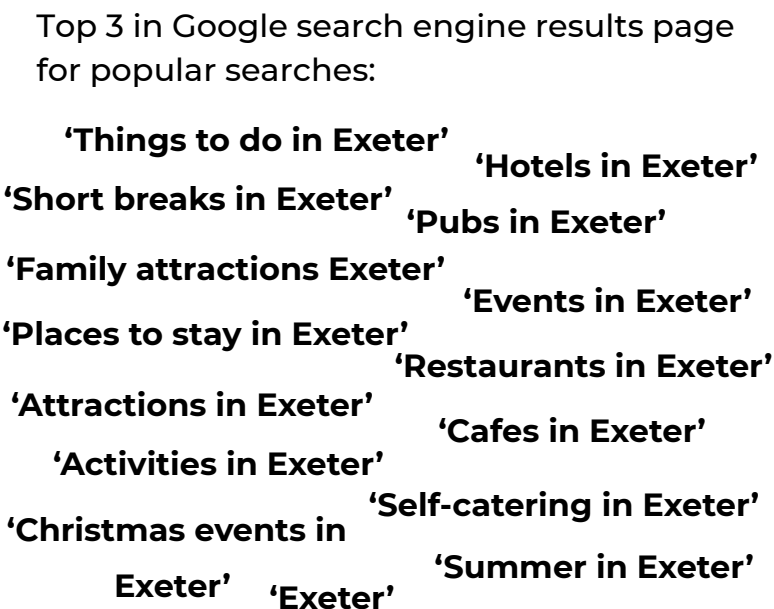 Top 3 in Google search engine results page
for popular searches:
‘Things to do in Exeter’
‘Hotels in Exeter’
‘Short breaks in Exeter’
‘Pubs in Exeter’
‘Family attractions Exeter’
‘Events in Exeter’
‘Places to stay in Exeter’
‘Restaurants in Exeter’
‘Attractions in Exeter’
‘Cafes in Exeter’
‘Activities in Exeter’
‘Self-catering in Exeter’
‘Christmas events in
Exeter’
‘Summer in Exeter’
‘Exeter’